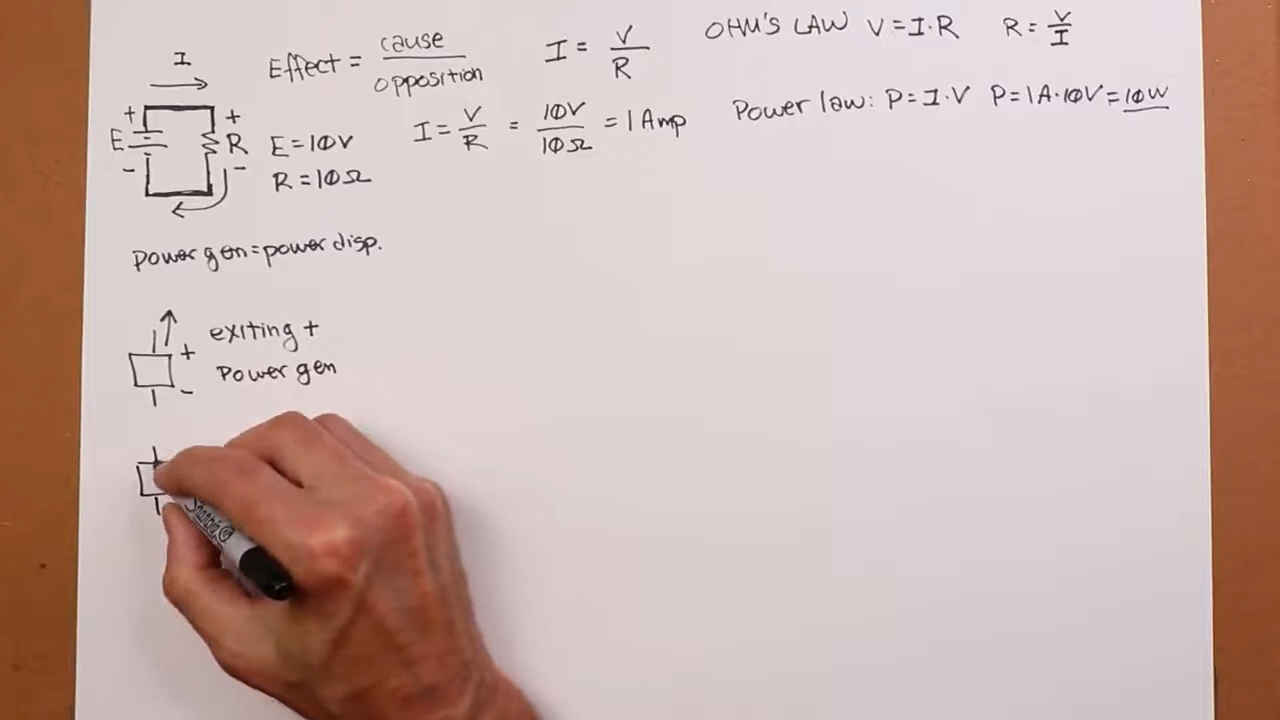 I
Effect = cause / opposition
I = V / R
OHM'S LAW V = I · R R = V / I
+ +
E R
- -
E = 10V
R = 10Ω
I = V / R = 10V / 10Ω = 1 Amp
Power law: P = I · V P = 1A · 10V = 10W
Power gen = power disp.
+
-
exiting +
Power gen
Sharpie